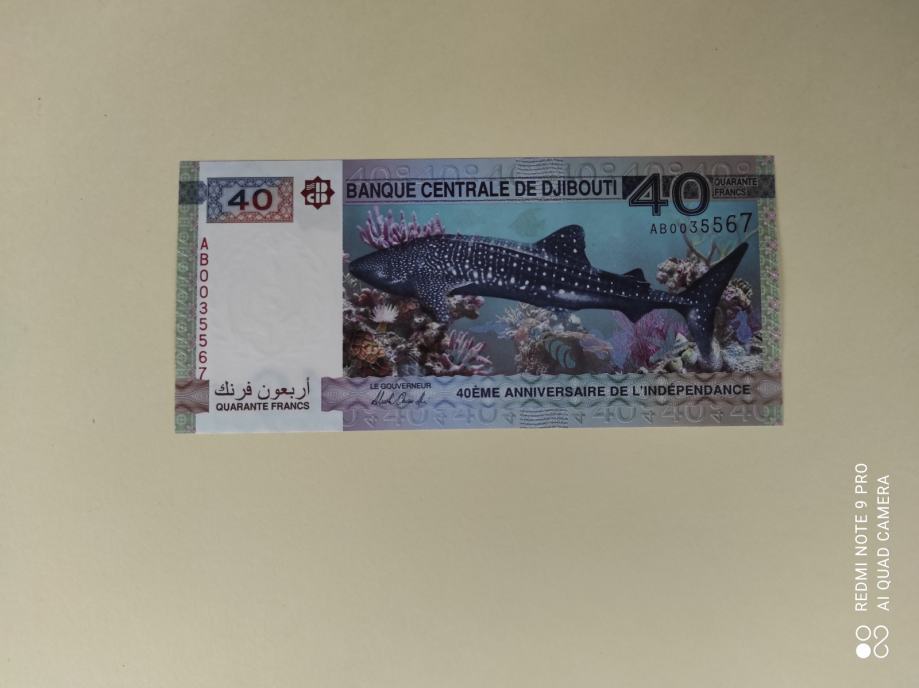 40
BANQUE CENTRALE DE DJIBOUTI
40
QUARANTE
FRANCS
AB0035567
AB0035567
أربعون فرنك
QUARANTE FRANCS
LE GOUVERNEUR
40ÈME ANNIVERSAIRE DE L'INDÉPENDANCE
REDMI NOTE 9 PRO
AI QUAD CAMERA